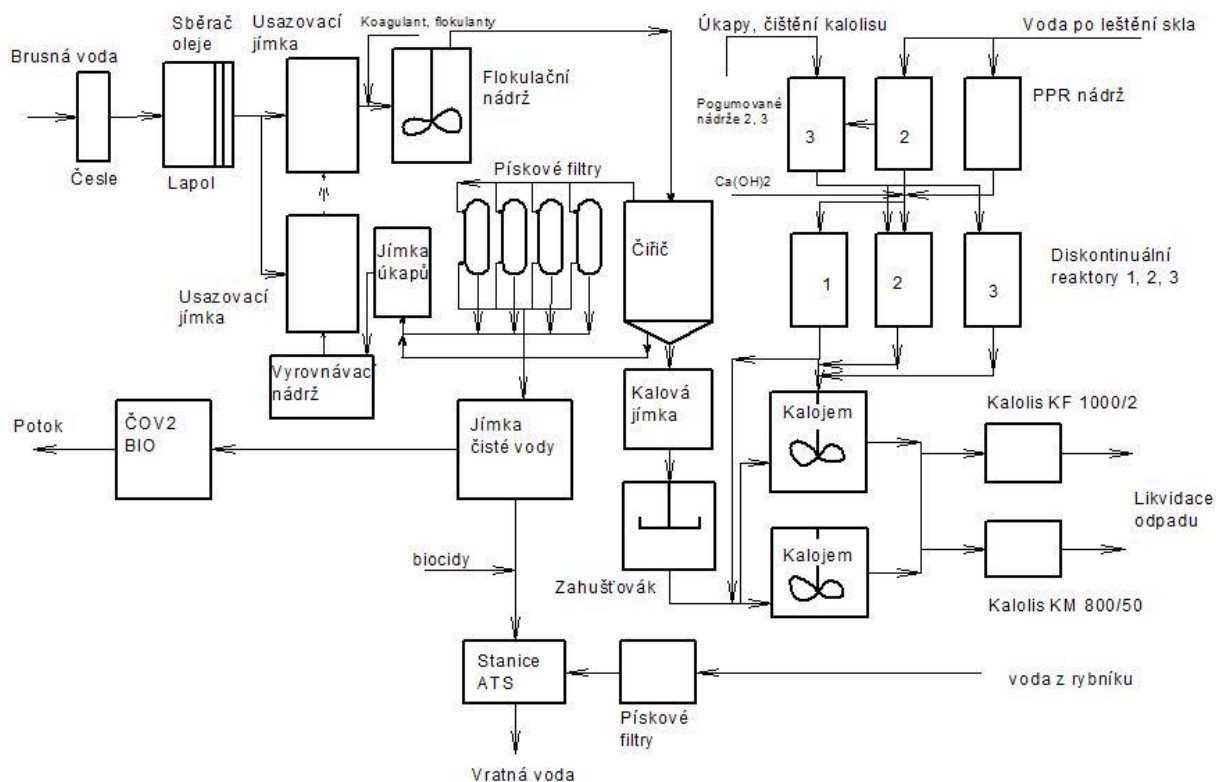 Brusná voda
Sběrač
oleje
Usazovací
jímka
Koagulant, flokulanty
Úkapy, čištění kalolisu
Voda po leštění skla
Flokulační
nádrž
Pogumované
nádrže 2, 3
3
2
PPR nádrž
Česle
Lapol
Pískové filtry
Ca(OH)2
Jímka
úkapů
Čiřič
1
2
3
Diskontinuální
reaktory 1, 2, 3
Usazovací
jímka
Vyrovnávací
nádrž
Kalová
jímka
Kalojem
Kalolis KF 1000/2
Potok
ČOV2
BIO
Jímka
čisté vody
Likvidace
odpadu
biocidy
Zahušťovák
Kalojem
Kalolis KM 800/50
Stanice
ATS
voda z rybníku
Pískové
filtry
Vratná voda